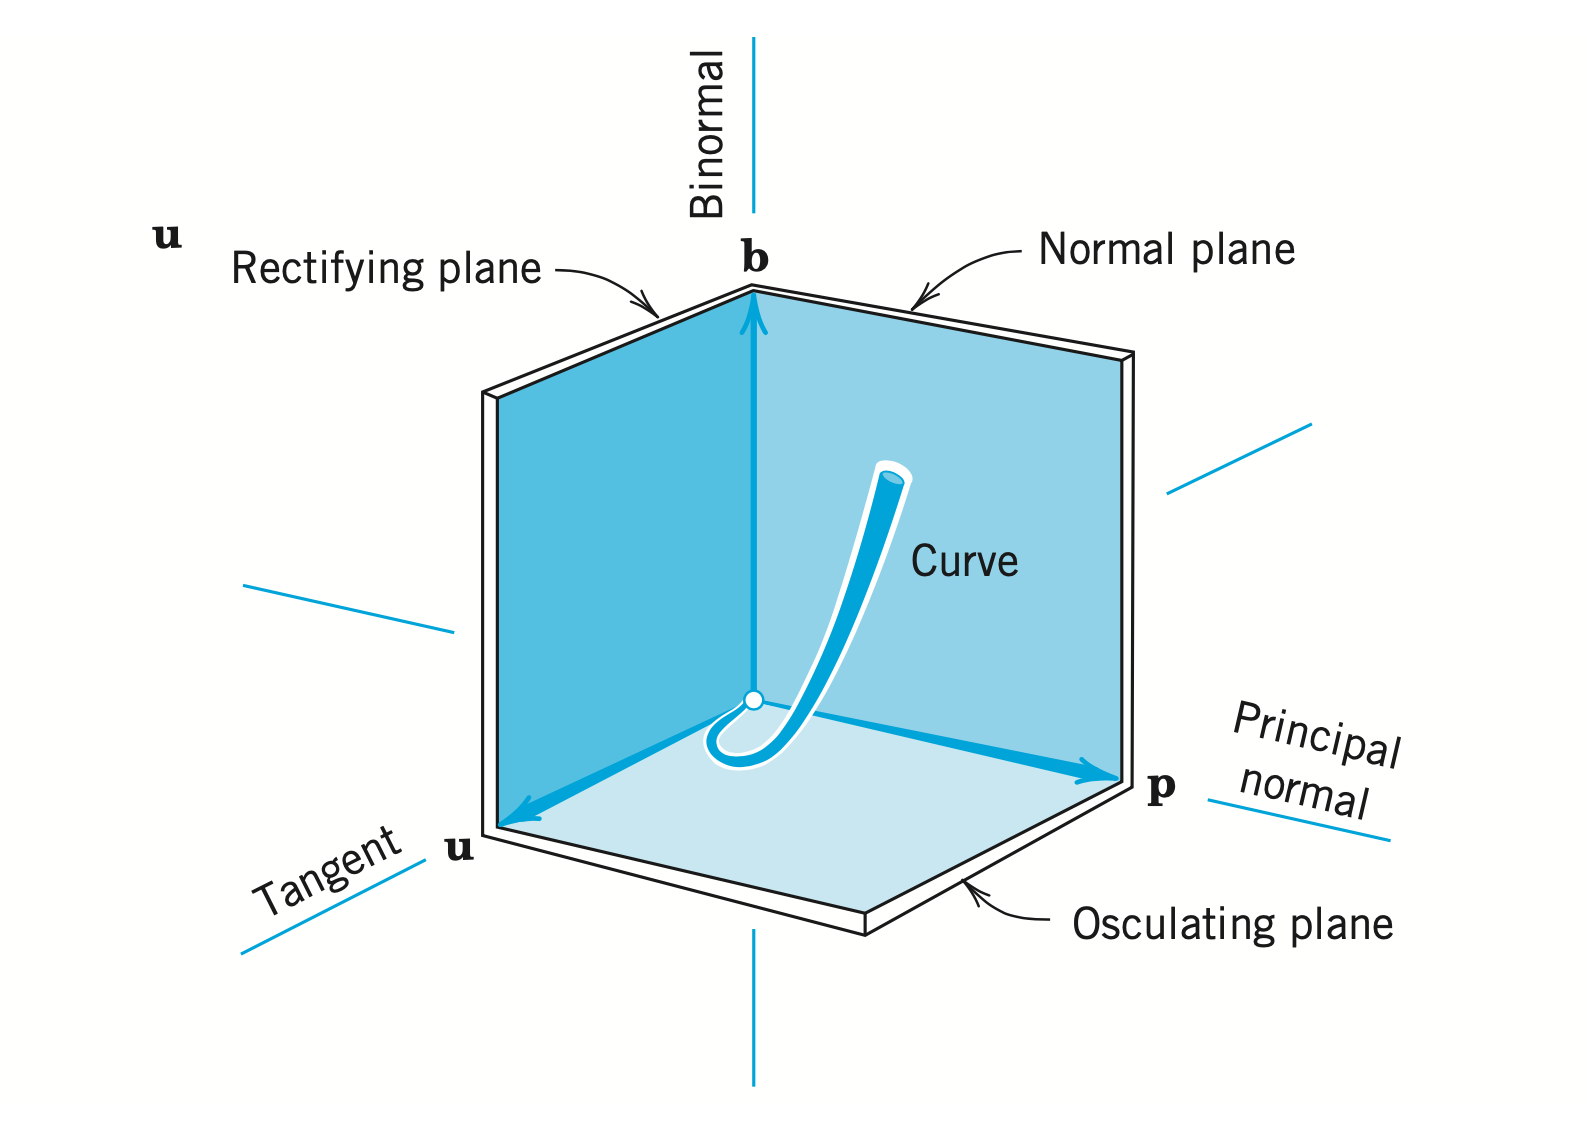 Binormal
u
Rectifying plane
b
Normal plane
Curve
Principal
normal
p
Tangent
u
Osculating plane